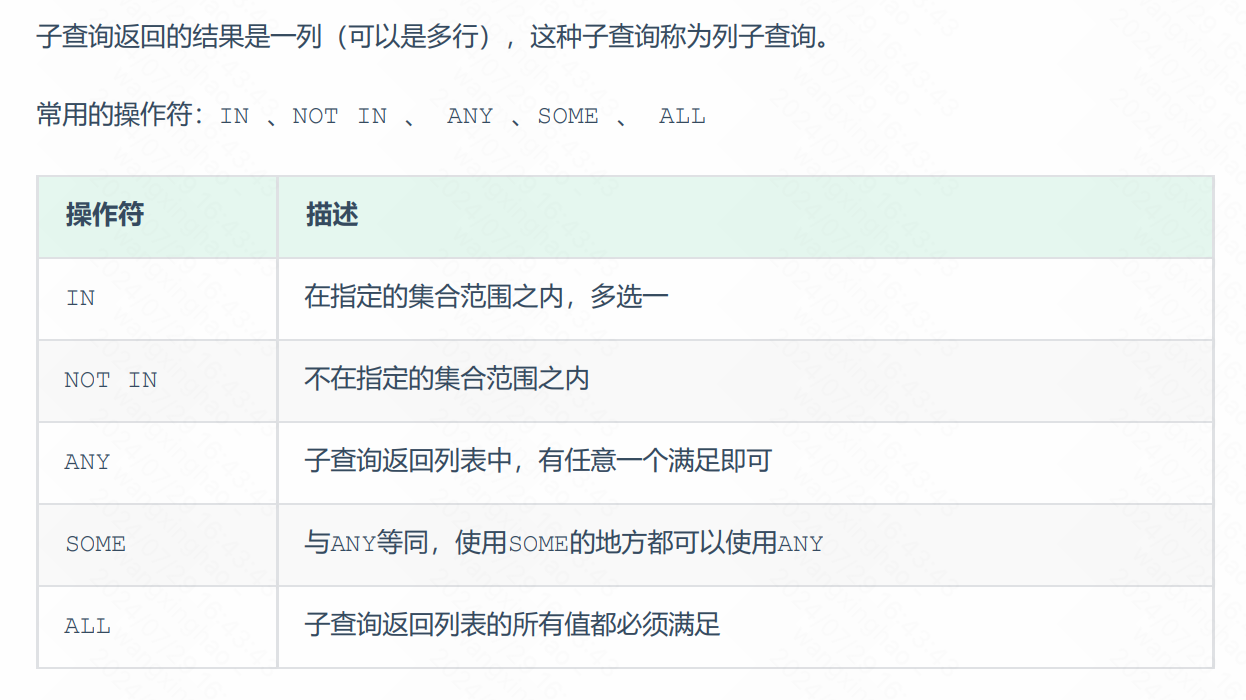 子查询返回的结果是一列（可以是多行），这种子查询称为列子查询。
常用的操作符：IN 、NOT IN 、 ANY 、SOME 、 ALL
操作符 描述
IN 在指定的集合范围之内，多选一
NOT IN 不在指定的集合范围之内
ANY 子查询返回列表中，有任意一个满足即可
SOME 与ANY等同，使用SOME的地方都可以使用ANY
ALL 子查询返回列表的所有值都必须满足